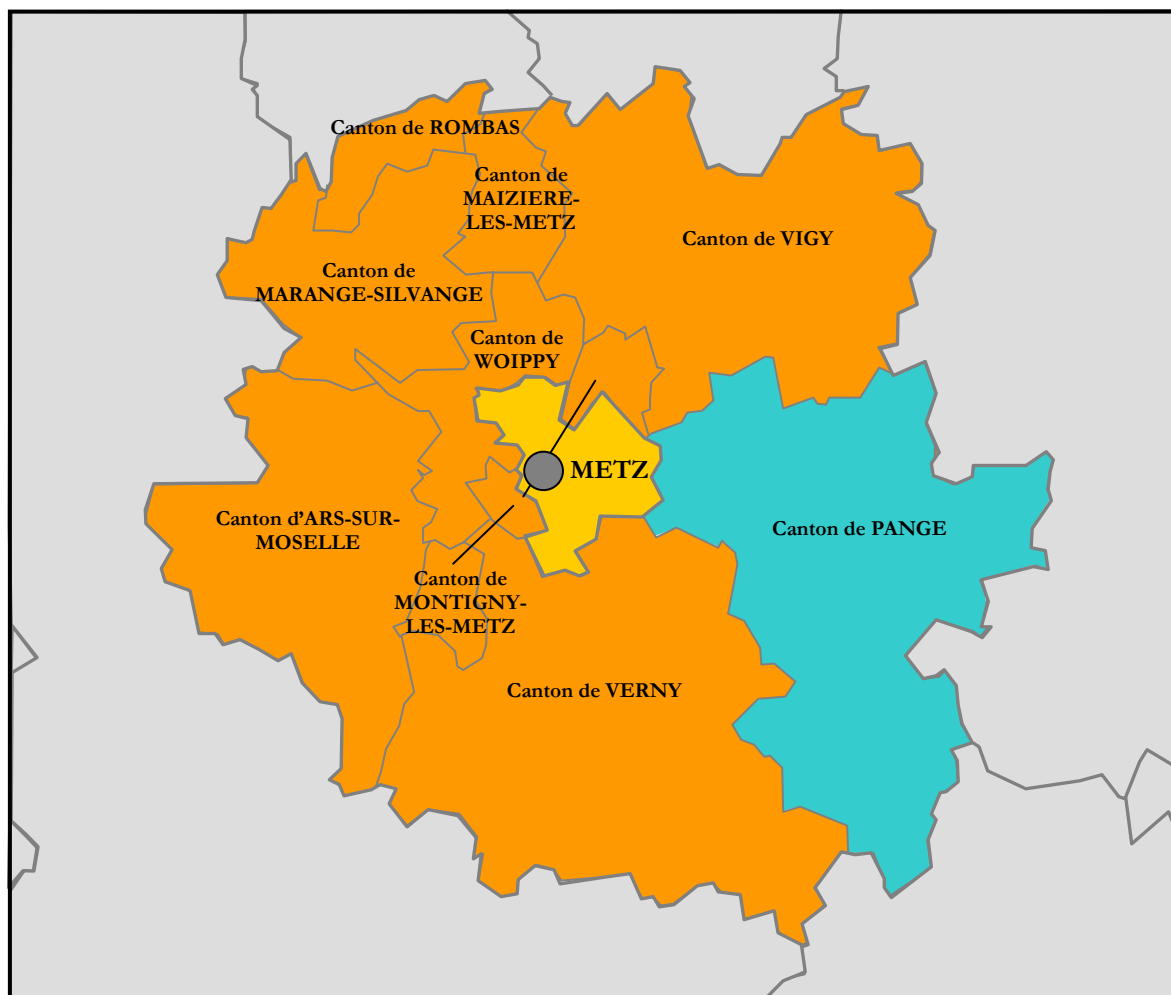 Canton de ROMBAS
Canton de
MAIZIERE-
LES-METZ
Canton de VIGY
Canton de
MARANGE-SILVANGE
Canton de
WOIPPY
METZ
Canton d'ARS-SUR-
MOSELLE
Canton de PANGE
Canton de
MONTIGNY-
LES-METZ
Canton de VERNY